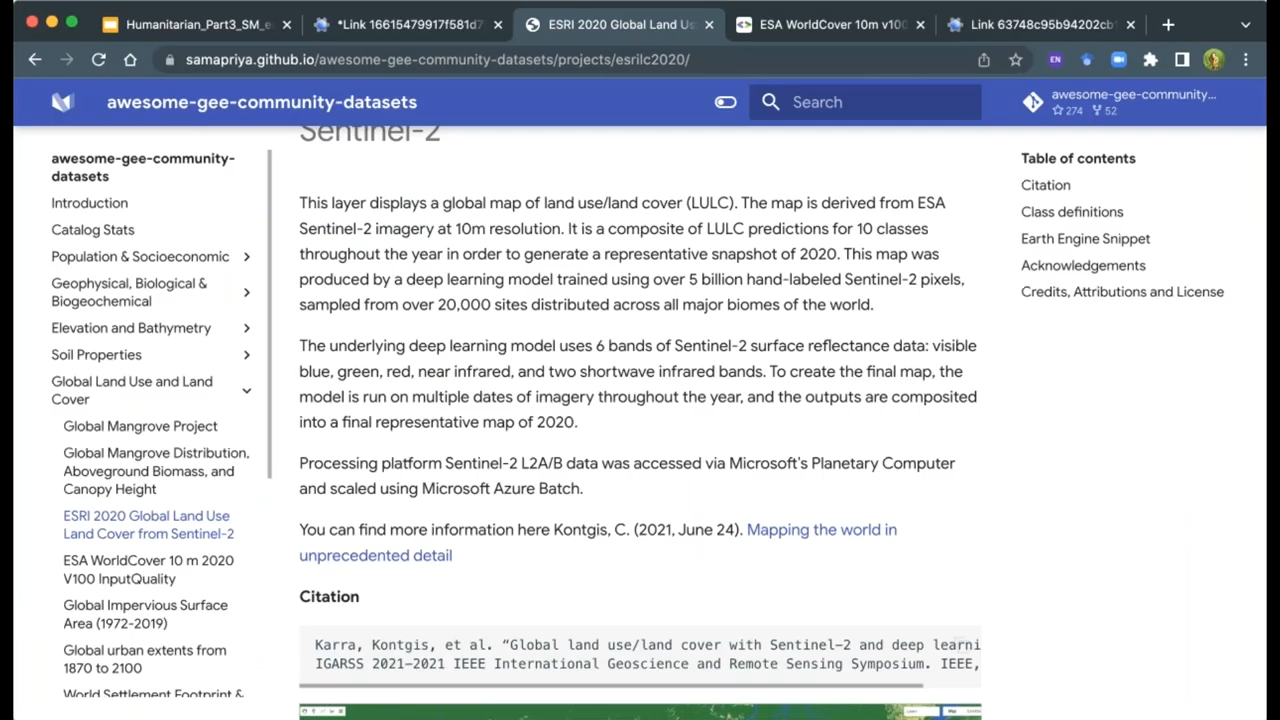 Humanitarian_Part3_SM_e
*Link 16615479917f581d7
ESRI 2020 Global Land Us
ESA WorldCover 10m v100
Link 63748c95b94202cb1
samapriya.github.io/awesome-gee-community-datasets/projects/esrilc2020/
EN
awesome-gee-community-datasets
Search
awesome-gee-community...
274 52
Sentinel-2
awesome-gee-community-
datasets
Introduction
Catalog Stats
Population & Socioeconomic
Geophysical, Biological &
Biogeochemical
Elevation and Bathymetry
Soil Properties
Global Land Use and Land
Cover
Global Mangrove Project
Global Mangrove Distribution,
Aboveground Biomass, and
Canopy Height
ESRI 2020 Global Land Use
Land Cover from Sentinel-2
ESA WorldCover 10 m 2020
V100 InputQuality
Global Impervious Surface
Area (1972-2019)
Global urban extents from
1870 to 2100
World Settlement Footprint &
This layer displays a global map of land use/land cover (LULC). The map is derived from ESA
Sentinel-2 imagery at 10m resolution. It is a composite of LULC predictions for 10 classes
throughout the year in order to generate a representative snapshot of 2020. This map was
produced by a deep learning model trained using over 5 billion hand-labeled Sentinel-2 pixels,
sampled from over 20,000 sites distributed across all major biomes of the world.
The underlying deep learning model uses 6 bands of Sentinel-2 surface reflectance data: visible
blue, green, red, near infrared, and two shortwave infrared bands. To create the final map, the
model is run on multiple dates of imagery throughout the year, and the outputs are composited
into a final representative map of 2020.
Processing platform Sentinel-2 L2A/B data was accessed via Microsoft's Planetary Computer
and scaled using Microsoft Azure Batch.
You can find more information here Kontgis, C. (2021, June 24). Mapping the world in
unprecedented detail
Citation
Karra, Kontgis, et al. “Global land use/land cover with Sentinel-2 and deep learni
IGARSS 2021-2021 IEEE International Geoscience and Remote Sensing Symposium. IEEE,
Table of contents
Citation
Class definitions
Earth Engine Snippet
Acknowledgements
Credits, Attributions and License